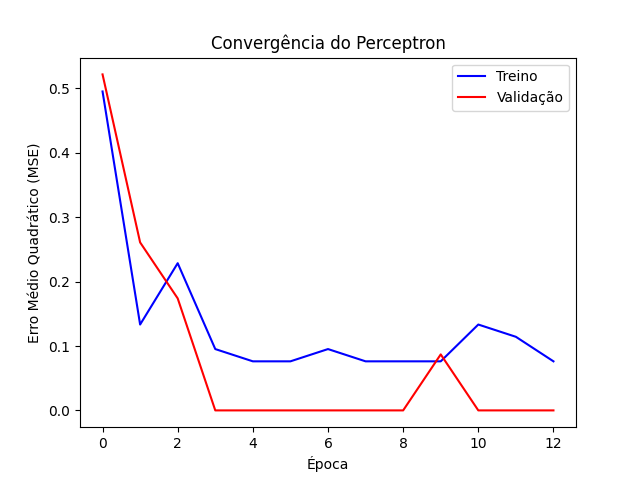 Convergência do Perceptron
Treino
Validação
Erro Médio Quadrático (MSE)
0.5
0.4
0.3
0.2
0.1
0.0
0 2 4 6 8 10 12
Época